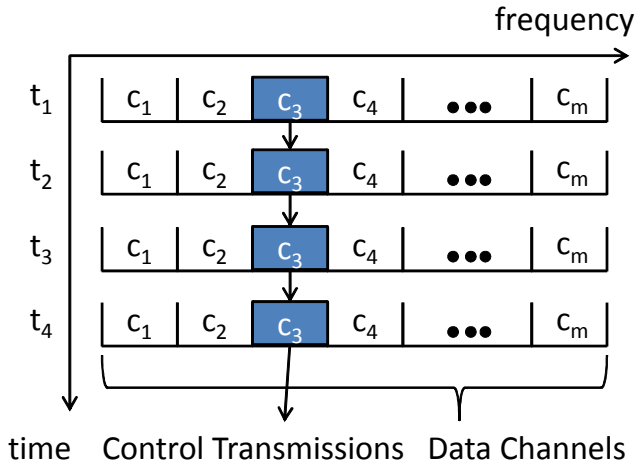 frequency
t₁ c₁ c₂ c₃ c₄ ●●● cₘ
t₂ c₁ c₂ c₃ c₄ ●●● cₘ
t₃ c₁ c₂ c₃ c₄ ●●● cₘ
t₄ c₁ c₂ c₃ c₄ ●●● cₘ
time Control Transmissions Data Channels